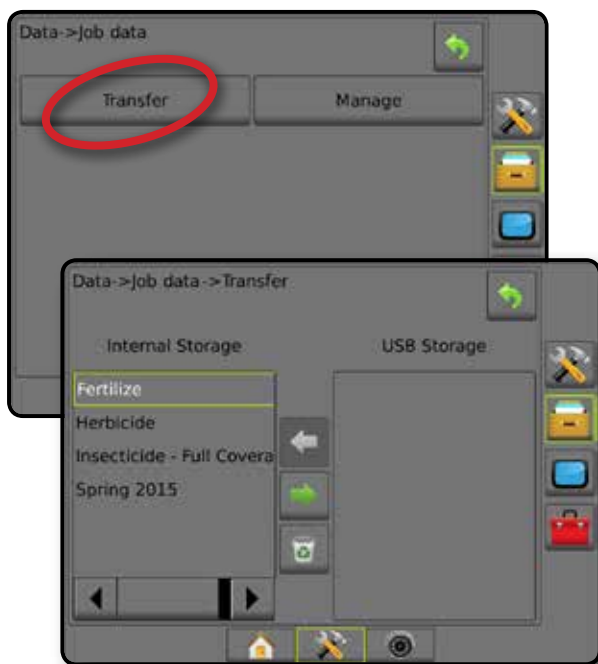 Data->Job data
Transfer
Manage
Data->Job data->Transfer
Internal Storage
USB Storage
Fertilize
Herbicide
Insecticide - Full Covera
Spring 2015